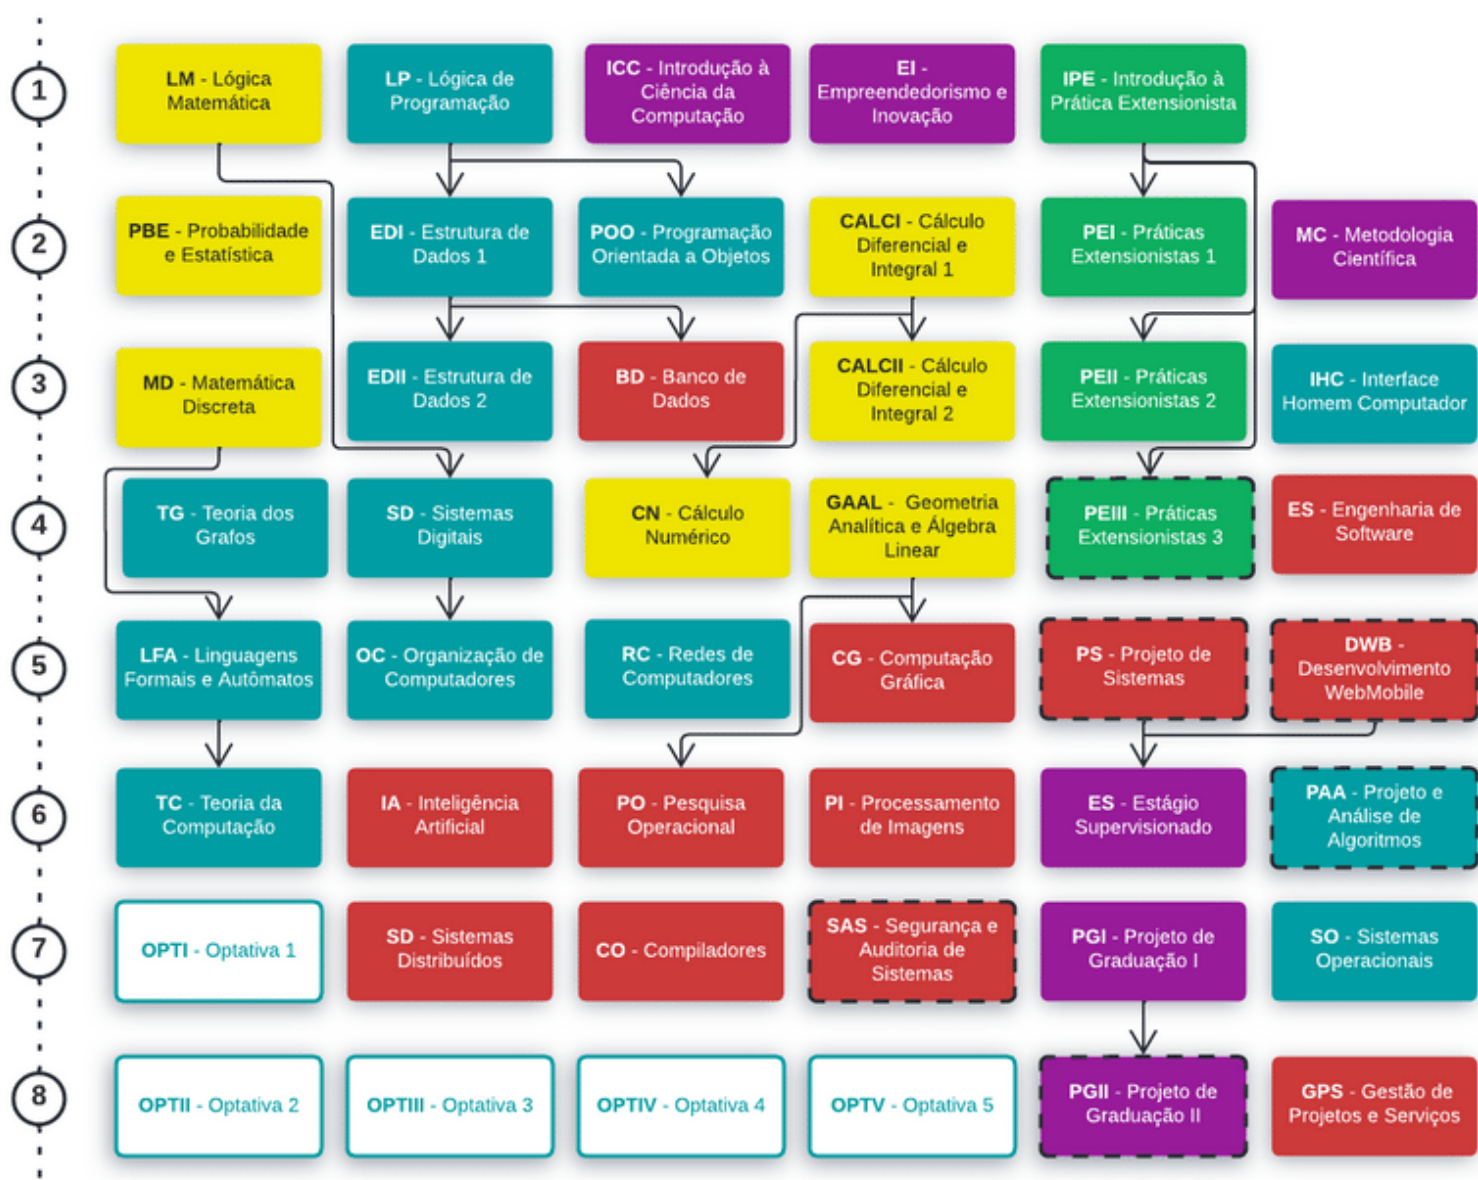 1
LM - Lógica
Matemática
LP - Lógica de
Programação
ICC - Introdução à
Ciência da
Computação
EI -
Empreendedorismo e
Inovação
IPE - Introdução à
Prática Extensionista
2
PBE - Probabilidade
e Estatística
EDI - Estrutura de
Dados 1
POO - Programação
Orientada a Objetos
CALCI - Cálculo
Diferencial e
Integral 1
PEI - Práticas
Extensionistas 1
MC - Metodologia
Científica
3
MD - Matemática
Discreta
EDII - Estrutura de
Dados 2
BD - Banco de
Dados
CALCII - Cálculo
Diferencial e
Integral 2
PEII - Práticas
Extensionistas 2
IHC - Interface
Homem Computador
4
TG - Teoria dos
Grafos
SD - Sistemas
Digitais
CN - Cálculo
Numérico
GAAL - Geometria
Analítica e Álgebra
Linear
PEIII - Práticas
Extensionistas 3
ES - Engenharia de
Software
5
LFA - Linguagens
Formais e Autômatos
OC - Organização de
Computadores
RC - Redes de
Computadores
CG - Computação
Gráfica
PS - Projeto de
Sistemas
DWB -
Desenvolvimento
WebMobile
6
TC - Teoria da
Computação
IA - Inteligência
Artificial
PO - Pesquisa
Operacional
PI - Processamento
de Imagens
ES - Estágio
Supervisionado
PAA - Projeto e
Análise de
Algoritmos
7
OPTI - Optativa 1
SD - Sistemas
Distribuídos
CO - Compiladores
SAS - Segurança e
Auditoria de
Sistemas
PGI - Projeto de
Graduação I
SO - Sistemas
Operacionais
8
OPTII - Optativa 2
OPTIII - Optativa 3
OPTIV - Optativa 4
OPTV - Optativa 5
PGII - Projeto de
Graduação II
GPS - Gestão de
Projetos e Serviços